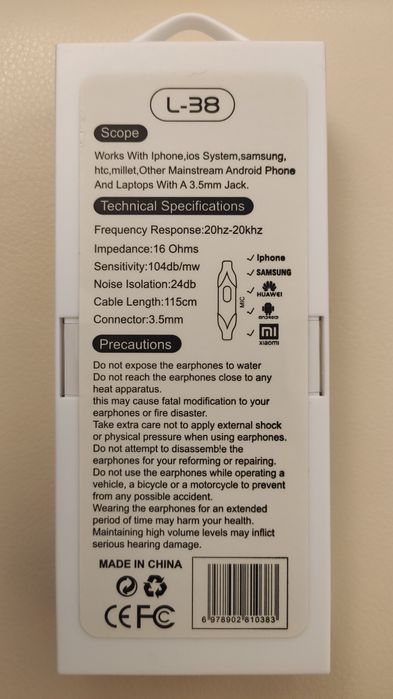 L-38
Scope
Works With Iphone,ios System,samsung,
htc,millet,Other Mainstream Android Phone
And Laptops With A 3.5mm Jack.
Technical Specifications
Frequency Response:20hz-20khz
Impedance:16 Ohms
Sensitivity:104db/mw
Noise Isolation:24db
Cable Length:115cm
Connector:3.5mm
MIC
Iphone
SAMSUNG
HUAWEI
ANDROID
mi
xiaomi
Precautions
Do not expose the earphones to water
Do not reach the earphones close to any
heat apparatus.
this may cause fatal modification to your
earphones or fire disaster.
Take extra care not to apply external shock
or physical pressure when using earphones.
Do not attempt to disassemble the
earphones for your reforming or repairing.
Do not use the earphones while operating a
vehicle, a bicycle or a motorcycle to prevent
from any possible accident.
Wearing the earphones for an extended
period of time may harm your health.
Maintaining high volume levels may inflict
serious hearing damage.
MADE IN CHINA
CE FC
6 978902 810383